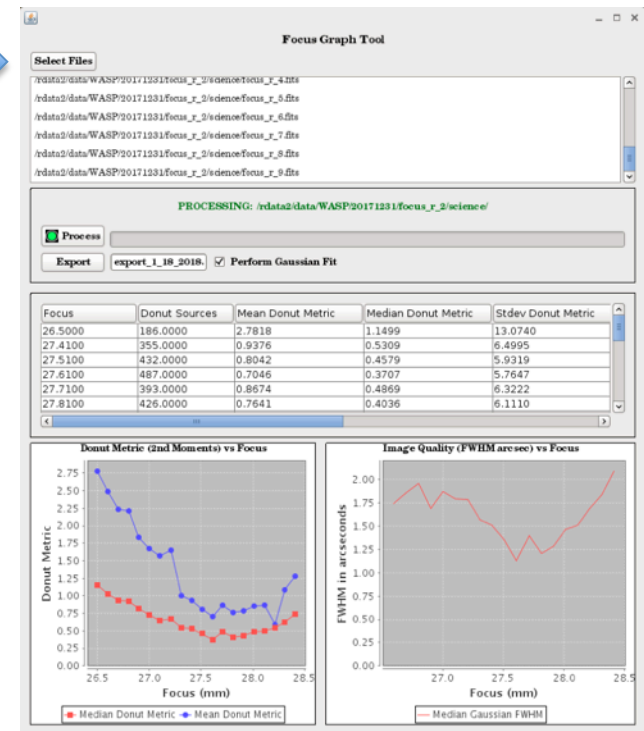 Focus Graph Tool
Select Files
/rdata2/data/WASP/20171231/focus_r_2/science/focus_r_4.fits
/rdata2/data/WASP/20171231/focus_r_2/science/focus_r_5.fits
/rdata2/data/WASP/20171231/focus_r_2/science/focus_r_6.fits
/rdata2/data/WASP/20171231/focus_r_2/science/focus_r_7.fits
/rdata2/data/WASP/20171231/focus_r_2/science/focus_r_8.fits
/rdata2/data/WASP/20171231/focus_r_2/science/focus_r_9.fits
PROCESSING: /rdata2/data/WASP/20171231/focus_r_2/science/
Process
Export export_1_18_2018. Perform Gaussian Fit
Focus Donut Sources Mean Donut Metric Median Donut Metric Stdev Donut Metric
26.5000 186.0000 2.7818 1.1499 13.0740
27.4100 355.0000 0.9376 0.5309 6.4995
27.5100 432.0000 0.8042 0.4579 5.9319
27.6100 487.0000 0.7046 0.3707 5.7647
27.7100 393.0000 0.8674 0.4869 6.3222
27.8100 426.0000 0.7641 0.4036 6.1110
Donut Metric (2nd Moments) vs Focus
Donut Metric
2.75
2.50
2.25
2.00
1.75
1.50
1.25
1.00
0.75
0.50
0.25
0.00
26.5 27.0 27.5 28.0 28.5
Focus (mm)
Median Donut Metric Mean Donut Metric
Image Quality (FWHM arcsec) vs Focus
FWHM in arcseconds
2.00
1.75
1.50
1.25
1.00
0.75
0.50
0.25
0.00
27.0 27.5 28.0 28.5
Focus (mm)
Median Gaussian FWHM